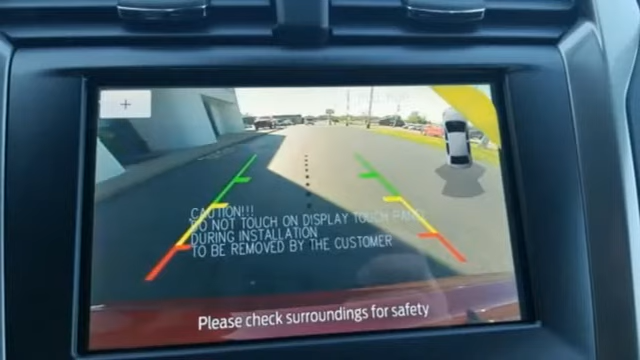 +
CAUTION!!!
DO NOT TOUCH ON DISPLAY TOUCH PANEL
DURING INSTALLATION
TO BE REMOVED BY THE CUSTOMER
Please check surroundings for safety